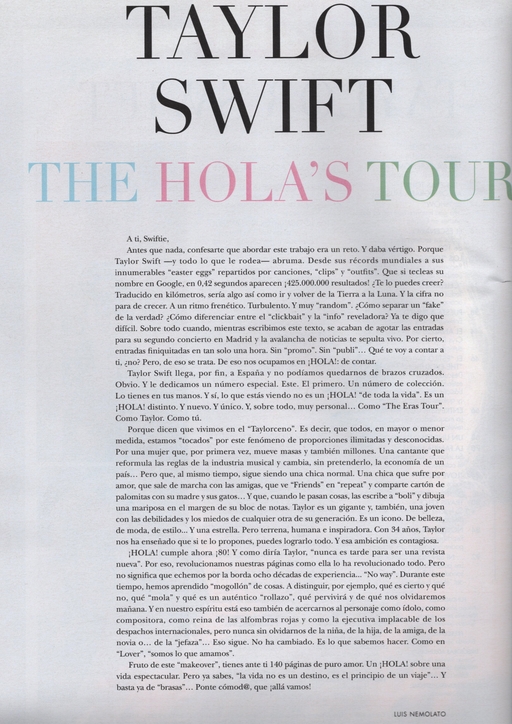 TAYLOR
SWIFT
THE HOLA'S TOUR
A ti, Swiftie,
Antes que nada, confesarte que abordar este trabajo era un reto. Y daba vértigo. Porque
Taylor Swift —y todo lo que le rodea— abruma. Desde sus récords mundiales a sus
innumerables "easter eggs" repartidos por canciones, "clips" y "outfits". Que si tecleas su
nombre en Google, en 0,42 segundos aparecen ¡425.000.000 resultados! ¿Te lo puedes creer?
Traducido en kilómetros, sería algo así como ir y volver de la Tierra a la Luna. Y la cifra no
para de crecer. A un ritmo frenético. Turbulento. Y muy "random". ¿Cómo separar un "fake"
de la verdad? ¿Cómo diferenciar entre el "clickbait" y la "info" reveladora? Ya te digo que
difícil. Sobre todo cuando, mientras escribimos este texto, se acaban de agotar las entradas
para su segundo concierto en Madrid y la avalancha de noticias te sepulta vivo. Por cierto,
entradas finiquitadas en tan solo una hora. Sin "promo". Sin "publi"... Qué te voy a contar a
ti, ¿no? Pero, de eso se trata. De eso nos ocupamos en ¡HOLA!: de contar.
Taylor Swift llega, por fin, a España y no podíamos quedarnos de brazos cruzados.
Obvio. Y le dedicamos un número especial. Este. El primero. Un número de colección.
Lo tienes en tus manos. Y sí, lo que estás viendo no es un ¡HOLA! "de toda la vida". Es un
¡HOLA! distinto. Y nuevo. Y único. Y, sobre todo, muy personal... Como "The Eras Tour".
Como Taylor. Como tú.
Porque dicen que vivimos en el "Taylorceno". Es decir, que todos, en mayor o menor
medida, estamos "tocados" por este fenómeno de proporciones ilimitadas y desconocidas.
Por una mujer que, por primera vez, mueve masas y también millones. Una cantante que
reformula las reglas de la industria musical y cambia, sin pretenderlo, la economía de un
país... Pero que, al mismo tiempo, sigue siendo una chica normal. Una chica que sufre por
amor, que sale de marcha con las amigas, que ve "Friends" en "repeat" y comparte cartón de
palomitas con su madre y sus gatos... Y que, cuando le pasan cosas, las escribe a "boli" y dibuja
una mariposa en el margen de su bloc de notas. Taylor es un gigante y, también, una joven
con las debilidades y los miedos de cualquier otra de su generación. Es un icono. De belleza,
de moda, de estilo... Y una estrella. Pero terrena, humana e inspiradora. Con 34 años, Taylor
nos ha enseñado que si te lo propones, puedes lograrlo todo. Y esa ambición es contagiosa.
¡HOLA! cumple ahora ¡80! Y como diría Taylor, "nunca es tarde para ser una revista
nueva". Por eso, revolucionamos nuestras páginas como ella lo ha revolucionado todo. Pero
no significa que echemos por la borda ocho décadas de experiencia... "No way". Durante este
tiempo, hemos aprendido "mogollón" de cosas. A distinguir, por ejemplo, qué es cierto y qué
no, qué "mola" y qué es un auténtico "rollazo", qué pervivirá y de qué nos olvidaremos
mañana. Y en nuestro espíritu está eso también de acercarnos al personaje como ídolo, como
compositora, como reina de las alfombras rojas y como la ejecutiva implacable de los
despachos internacionales, pero nunca sin olvidarnos de la niña, de la hija, de la amiga, de la
novia o... de la "jefaza"... Eso sigue. No ha cambiado. Es lo que sabemos hacer. Como en
"Lover", "somos lo que amamos".
Fruto de este "makeover", tienes ante ti 140 páginas de puro amor. Un ¡HOLA! sobre una
vida espectacular. Pero ya sabes, "la vida no es un destino, es el principio de un viaje"... Y
basta ya de "brasas"... Ponte cómod@, que ¡allá vamos!
LUIS NEMOLATO